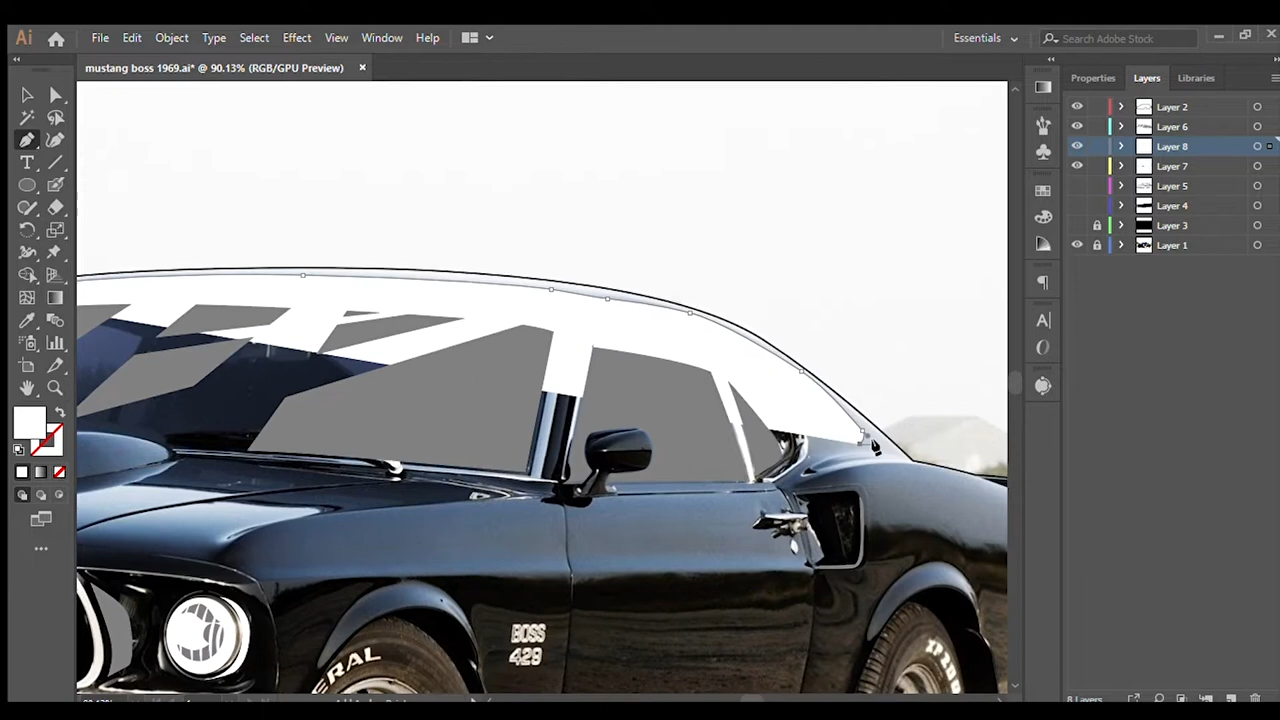 Ai File Edit Object Type Select Effect View Window Help Essentials Search Adobe Stock
mustang boss 1969.ai* @ 90.13% (RGB/GPU Preview)
Properties Layers Libraries
Layer 2
Layer 6
Layer 8
Layer 7
Layer 5
Layer 4
Layer 3
Layer 1
BOSS
429
ERAL